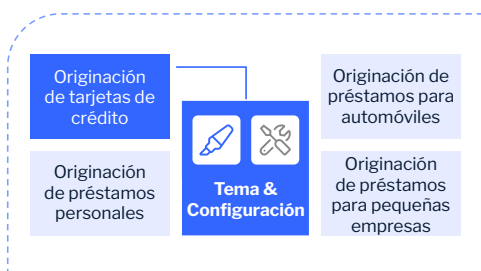 Originación
de tarjetas de
crédito
Originación de
préstamos para
automóviles
Originación
de préstamos
personales
Tema &
Configuración
Originación
de préstamos
para pequeñas
empresas